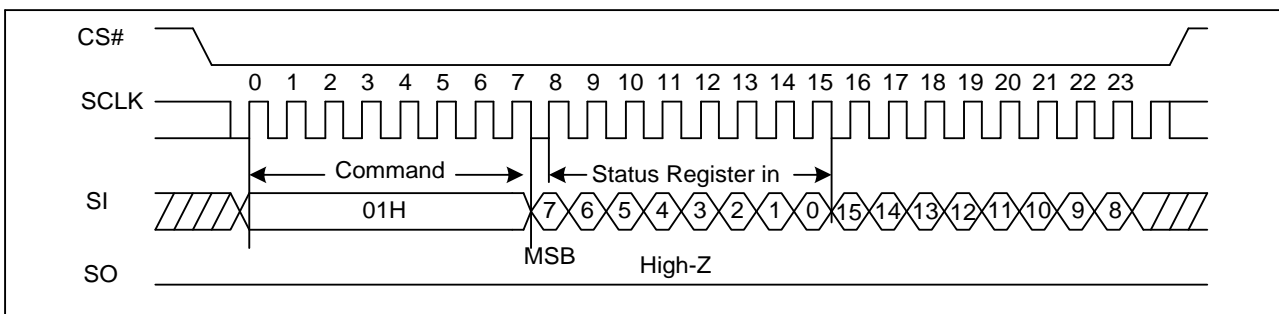 CS#
0 1 2 3 4 5 6 7 8 9 10 11 12 13 14 15 16 17 18 19 20 21 22 23
SCLK
Command Status Register in
SI 01H 7 6 5 4 3 2 1 0 15 14 13 12 11 10 9 8
MSB High-Z
SO